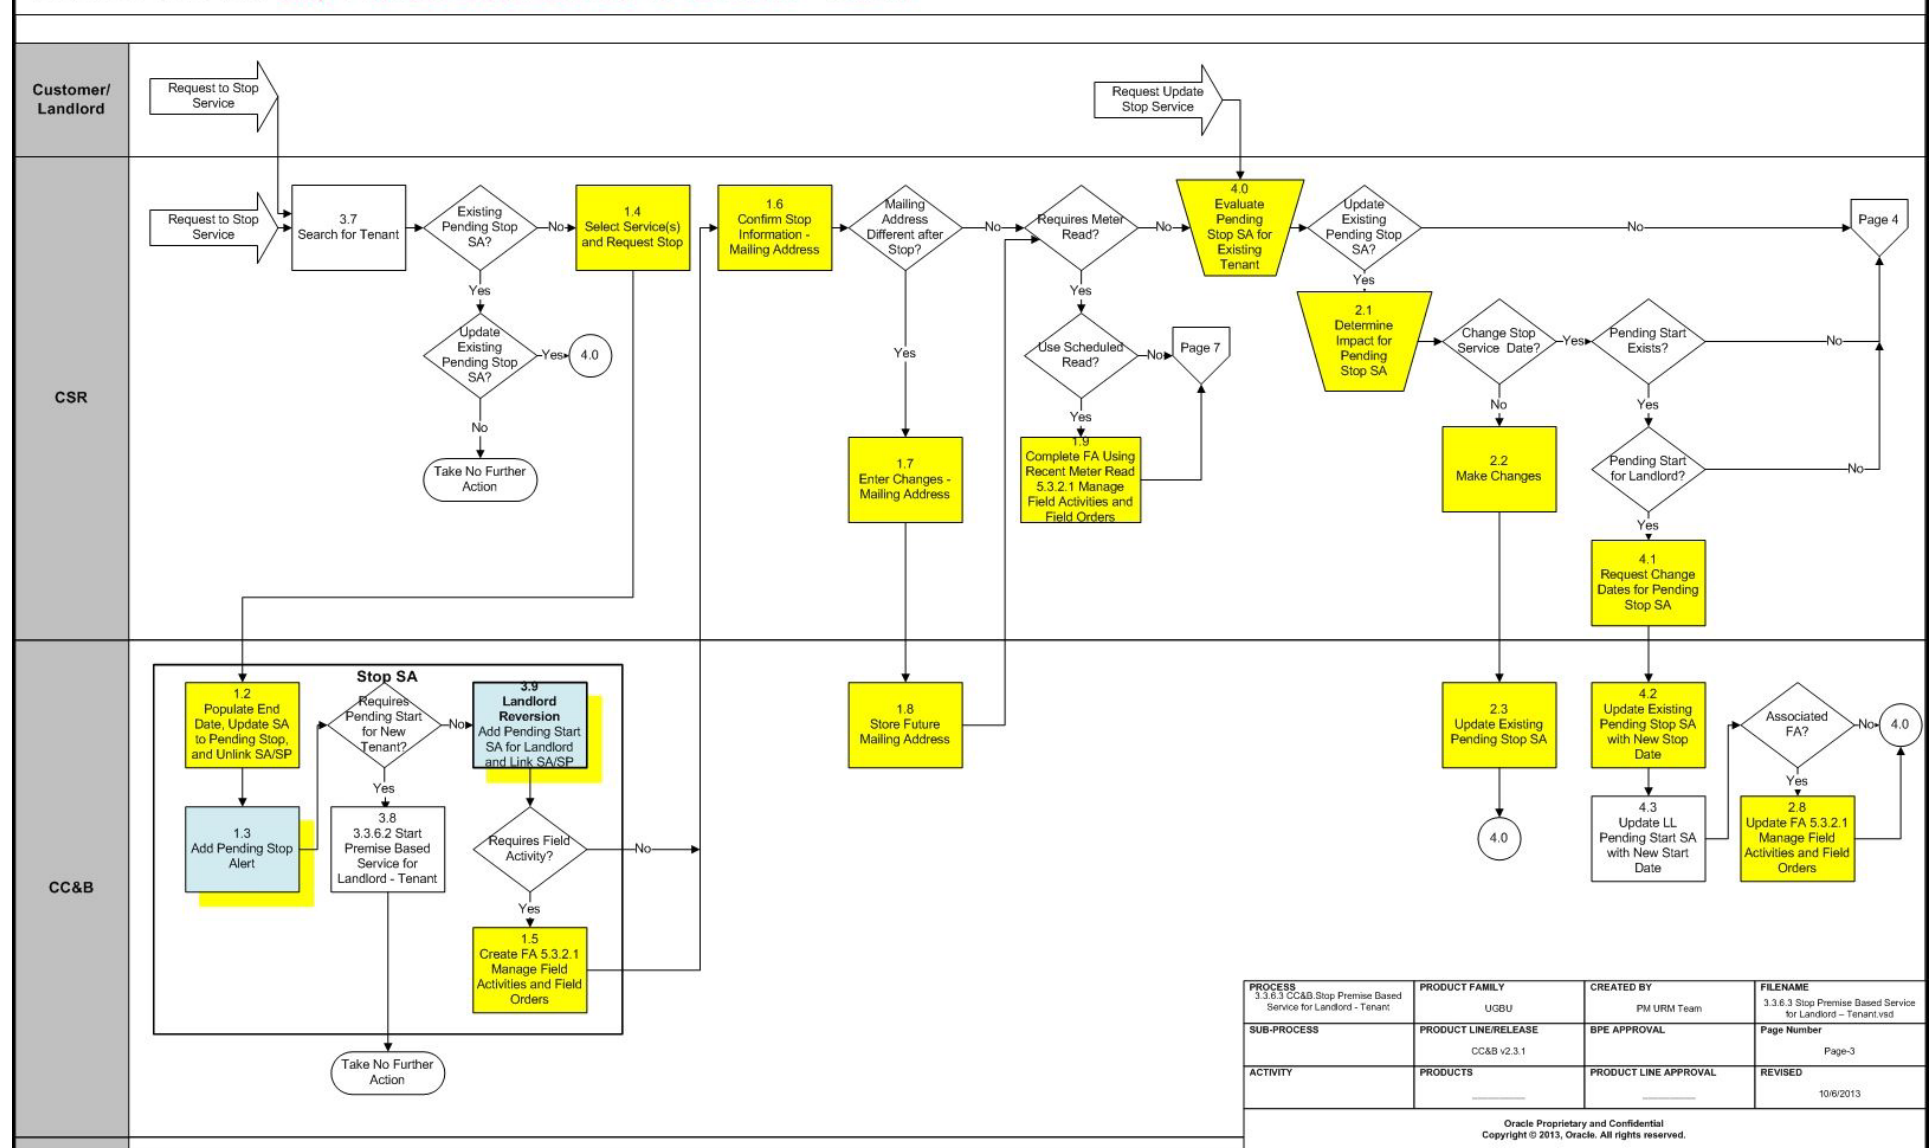 Customer/
Landlord
Request to Stop
Service
Request Update
Stop Service
CSR
Request to Stop
Service
3.7
Search for Tenant
Existing
Pending Stop
SA?
No
Yes
1.4
Select Service(s)
and Request Stop
Update
Existing
Pending Stop
SA?
Yes
4.0
No
Take No Further
Action
1.6
Confirm Stop
Information -
Mailing Address
Mailing
Address
Different after
Stop?
No
Yes
1.7
Enter Changes -
Mailing Address
Requires Meter
Read?
No
Yes
Use Scheduled
Read?
No
Page 7
Yes
1.9
Complete FA Using
Recent Meter Read
5.3.2.1 Manage
Field Activities and
Field Orders
4.0
Evaluate
Pending
Stop SA for
Existing
Tenant
Update
Existing
Pending Stop
SA?
No
Page 4
Yes
2.1
Determine
Impact for
Pending
Stop SA
Change Stop
Service Date?
Yes
No
2.2
Make Changes
Pending Start
Exists?
No
Yes
Pending Start
for Landlord?
No
Yes
4.1
Request Change
Dates for Pending
Stop SA
CC&B
Stop SA
1.2
Populate End
Date, Update SA
to Pending Stop,
and Unlink SA/SP
1.3
Add Pending Stop
Alert
Requires
Pending Start
for New
Tenant?
No
Yes
3.8
3.3.6.2 Start
Premise Based
Service for
Landlord - Tenant
3.9
Landlord
Reversion
Add Pending Start
SA for Landlord
and Link SA/SP
Requires Field
Activity?
No
Yes
1.5
Create FA 5.3.2.1
Manage Field
Activities and Field
Orders
Take No Further
Action
1.8
Store Future
Mailing Address
2.3
Update Existing
Pending Stop SA
4.0
4.2
Update Existing
Pending Stop SA
with New Stop
Date
4.3
Update LL
Pending Start SA
with New Start
Date
Associated
FA?
No
4.0
Yes
2.8
Update FA 5.3.2.1
Manage Field
Activities and Field
Orders
PROCESS
3.3.6.3 CC&B.Stop Premise Based
Service for Landlord - Tenant
PRODUCT FAMILY
UGBU
CREATED BY
PM URM Team
FILENAME
3.3.6.3 Stop Premise Based Service
for Landlord – Tenant.vsd
SUB-PROCESS
PRODUCT LINE/RELEASE
CC&B v2.3.1
BPE APPROVAL
Page Number
Page-3
ACTIVITY
PRODUCTS
PRODUCT LINE APPROVAL
REVISED
10/6/2013
Oracle Proprietary and Confidential
Copyright © 2013, Oracle. All rights reserved.